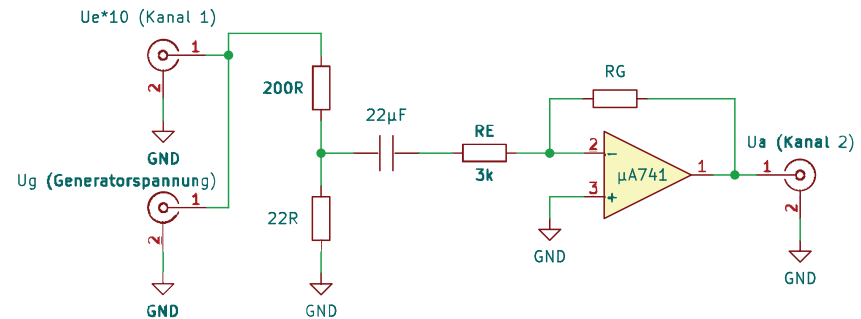 Ue*10 (Kanal 1)
1
2
GND
Ug (Generatorspannung)
1
2
GND
200R
22R
GND
22µF
RE
3k
RG
2
-
µA741
3
+
1
GND
Ua (Kanal 2)
1
2
GND